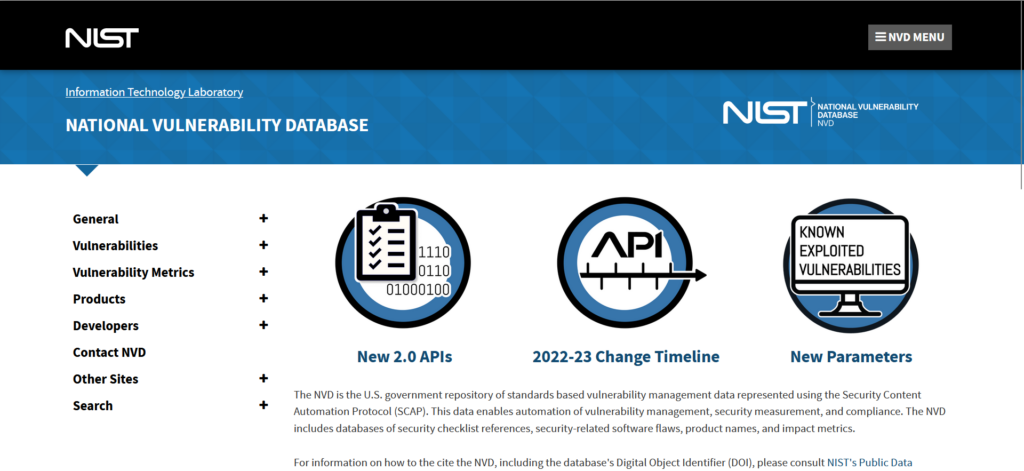 NIST
NVD MENU
Information Technology Laboratory
NATIONAL VULNERABILITY DATABASE
NIST
NATIONAL VULNERABILITY
DATABASE
NVD
General
Vulnerabilities
Vulnerability Metrics
Products
Developers
Contact NVD
Other Sites
Search
1110
0110
01000100
New 2.0 APIs
API
2022-23 Change Timeline
KNOWN
EXPLOITED
VULNERABILITIES
New Parameters
The NVD is the U.S. government repository of standards based vulnerability management data represented using the Security Content
Automation Protocol (SCAP). This data enables automation of vulnerability management, security measurement, and compliance. The NVD
includes databases of security checklist references, security-related software flaws, product names, and impact metrics.
For information on how to the cite the NVD, including the database's Digital Object Identifier (DOI), please consult NIST's Public Data